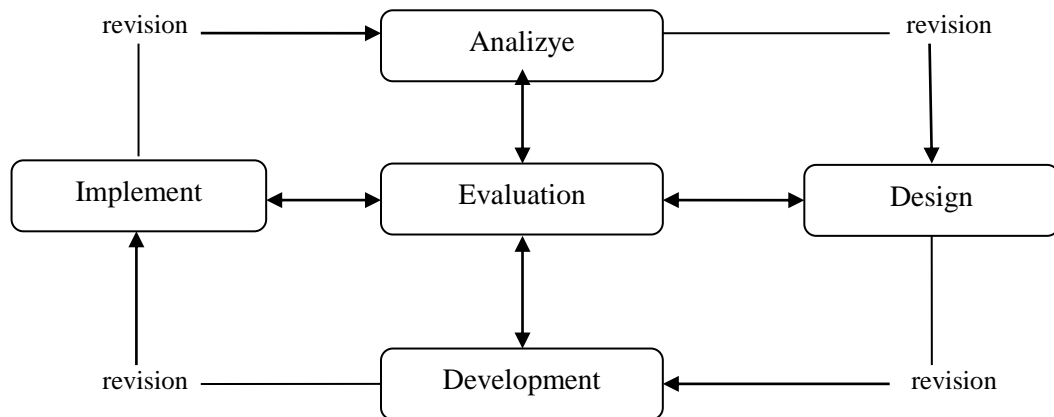 revision
Analizye
revision
Implement
Evaluation
Design
revision
Development
revision